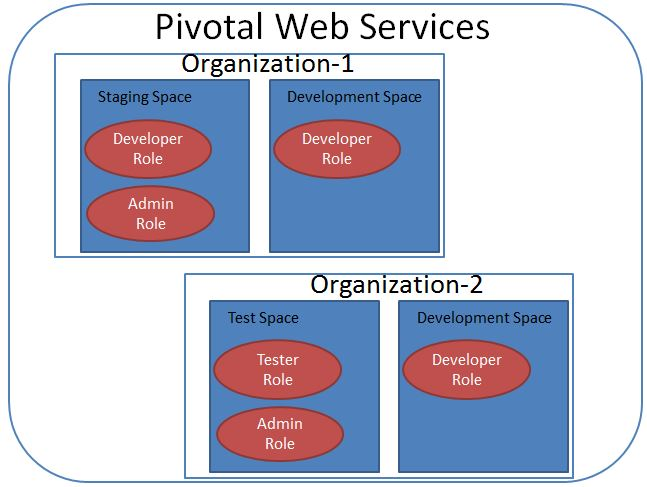 Pivotal Web Services
Organization-1
Staging Space
Developer
Role
Admin
Role
Development Space
Developer
Role
Organization-2
Test Space
Tester
Role
Admin
Role
Development Space
Developer
Role